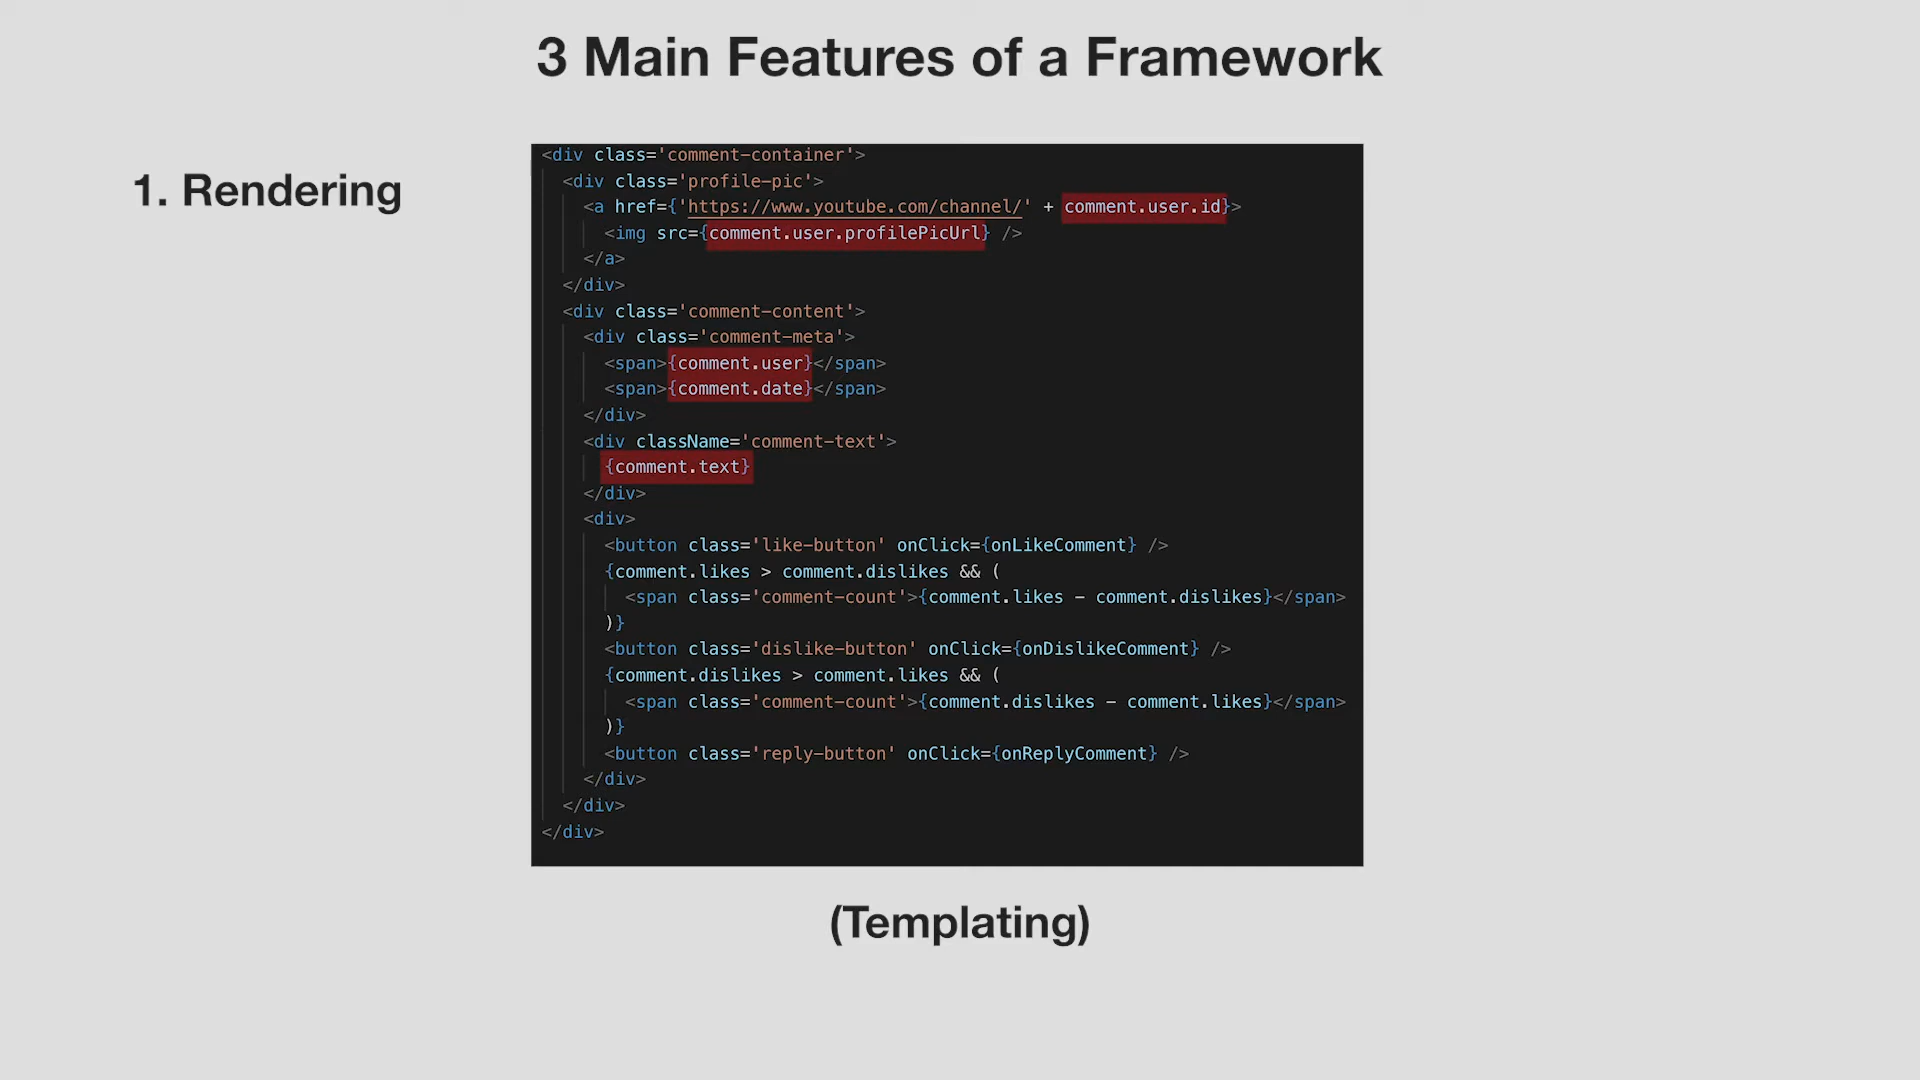 3 Main Features of a Framework
1. Rendering
<div class='comment-container'>
<div class='profile-pic'>
<a href={'https://www.youtube.com/channel/' + comment.user.id}>
<img src={comment.user.profilePicUrl} />
</a>
</div>
<div class='comment-content'>
<div class='comment-meta'>
<span>{comment.user}</span>
<span>{comment.date}</span>
</div>
<div className='comment-text'>
{comment.text}
</div>
<div>
<button class='like-button' onClick={onLikeComment} />
{comment.likes > comment.dislikes && (
<span class='comment-count'>{comment.likes - comment.dislikes}</span>
)}
<button class='dislike-button' onClick={onDislikeComment} />
{comment.dislikes > comment.likes && (
<span class='comment-count'>{comment.dislikes - comment.likes}</span>
)}
<button class='reply-button' onClick={onReplyComment} />
</div>
</div>
</div>
(Templating)